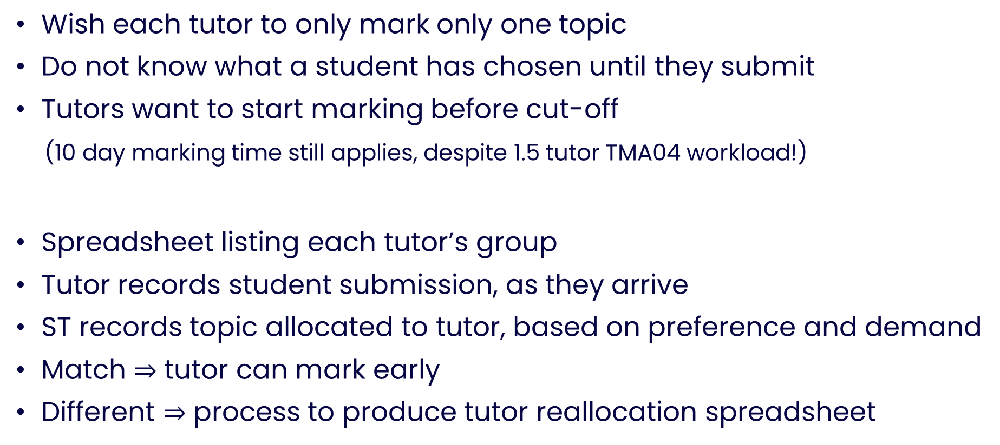 • Wish each tutor to only mark only one topic
• Do not know what a student has chosen until they submit
• Tutors want to start marking before cut-off
(10 day marking time still applies, despite 1.5 tutor TMA04 workload!)
• Spreadsheet listing each tutor’s group
• Tutor records student submission, as they arrive
• ST records topic allocated to tutor, based on preference and demand
• Match ⇒ tutor can mark early
• Different ⇒ process to produce tutor reallocation spreadsheet